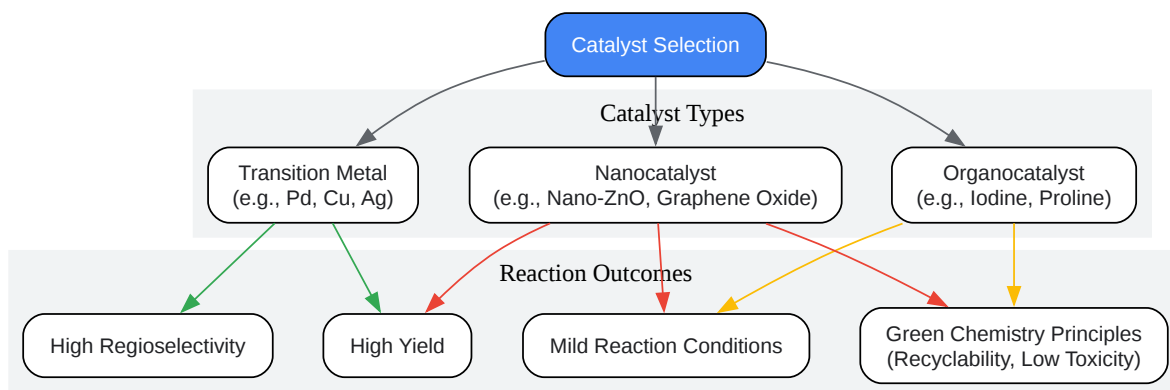 Catalyst Selection
Catalyst Types
Transition Metal
(e.g., Pd, Cu, Ag)
Nanocatalyst
(e.g., Nano-ZnO, Graphene Oxide)
Organocatalyst
(e.g., Iodine, Proline)
Reaction Outcomes
High Regioselectivity
High Yield
Mild Reaction Conditions
Green Chemistry Principles
(Recyclability, Low Toxicity)